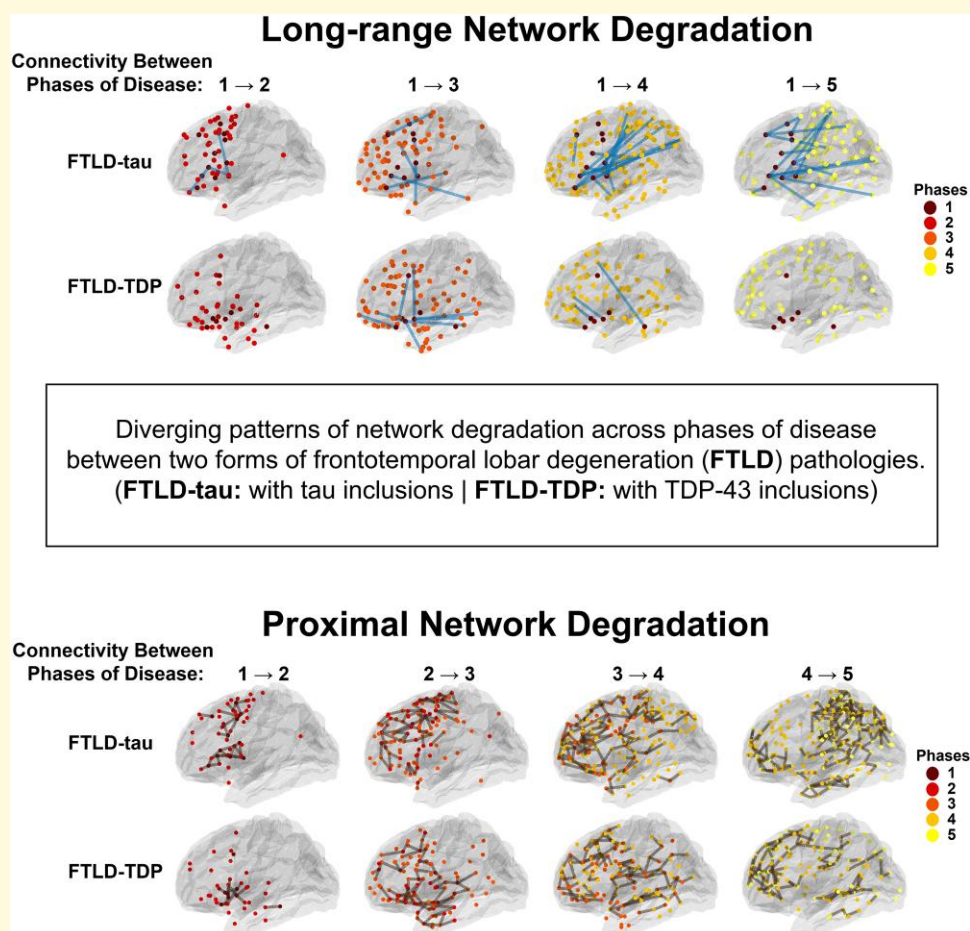 Long-range Network Degradation
Connectivity Between
Phases of Disease: 1 → 2 1 → 3 1 → 4 1 → 5
FTLD-tau
Phases
1
2
3
4
5
FTLD-TDP
Diverging patterns of network degradation across phases of disease
between two forms of frontotemporal lobar degeneration (FTLD) pathologies.
(FTLD-tau: with tau inclusions | FTLD-TDP: with TDP-43 inclusions)
Proximal Network Degradation
Connectivity Between
Phases of Disease: 1 → 2 2 → 3 3 → 4 4 → 5
FTLD-tau
Phases
1
2
3
4
5
FTLD-TDP